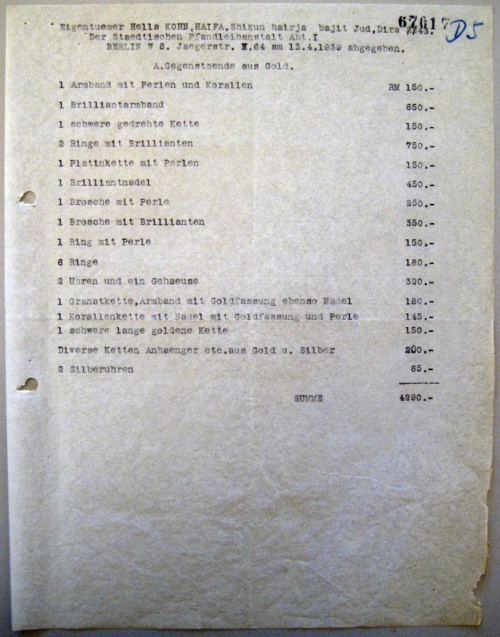 67617
D5
Eigentuemer Hella KOHN,HAIFA,Shikun hairja bajit Jud,Dira
Der Staedtischen Pfandleihanstalt Abt.I
BERLIN W 8. Jaegerstr. N.64 am 13.4.1939 abgegeben.
A.Gegenstaende aus Gold.
1 Armband mit Perlen und Korallen RM 150.-
1 Brilliantarmband 650.-
1 schwere gedrehte Kette 150.-
2 Ringe mit Brillanten 750.-
1 Platinkette mit Perlen 150.-
1 Brilliantnadel 450.-
1 Brosche mit Perle 250.-
1 Brosche mit Brillianten 350.-
1 Ring mit Perle 150.-
6 Ringe 180.-
2 Uhren und ein Gehaeuse 320.-
1 Granatkette,Armband mit Goldfassung ebenso Nadel 180.-
1 Korallenkette mit Nadel mit Goldfassung und Perle 145.-
1 schwere lange goldene Kette 150.-
Diverse Ketten Anhaenger etc.aus Gold u. Silber 200.-
2 Silberuhren 65.-
SUMME 4290.-